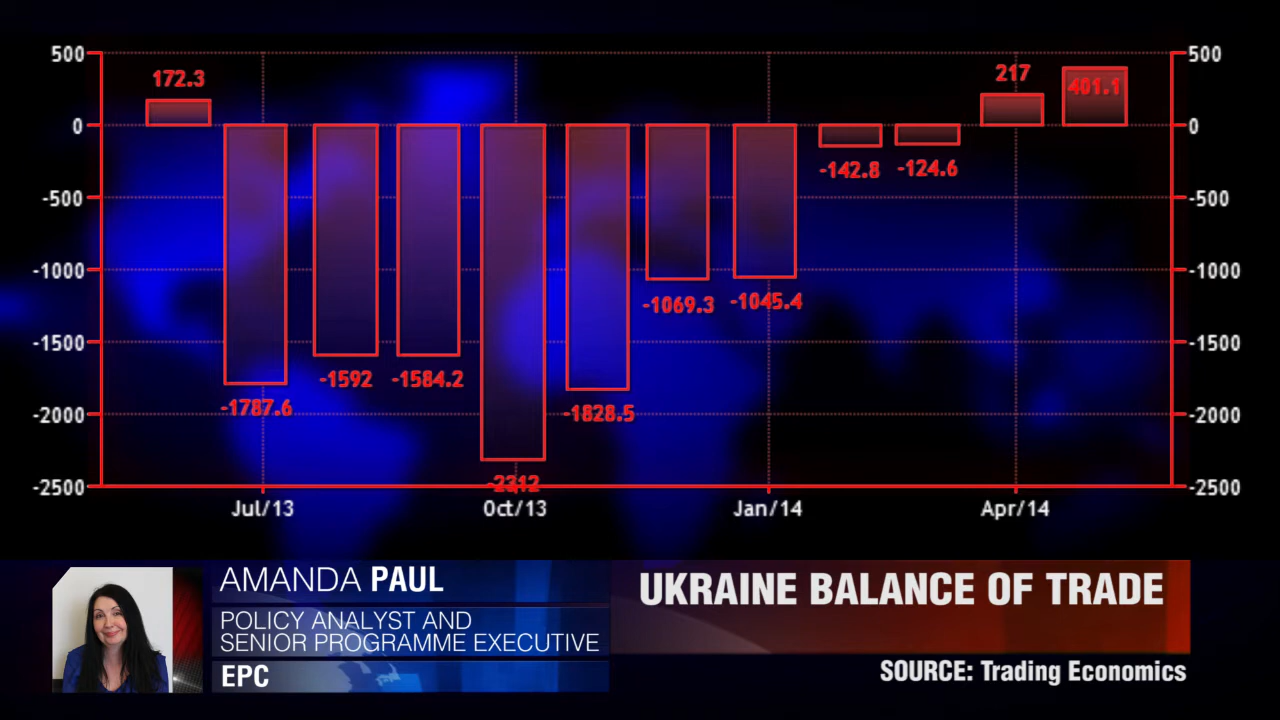 500
0
-500
-1000
-1500
-2000
-2500
172.3
-1787.6
-1592
-1584.2
-2312
-1828.5
-1069.3
-1045.4
-142.8
-124.6
217
401.1
500
0
-500
-1000
-1500
-2000
-2500
Jul/13
Oct/13
Jan/14
Apr/14
AMANDA PAUL
POLICY ANALYST AND
SENIOR PROGRAMME EXECUTIVE
EPC
UKRAINE BALANCE OF TRADE
SOURCE: Trading Economics